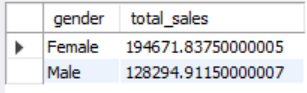 gender total_sales
Female 194671.83750000005
Male 128294.91150000007